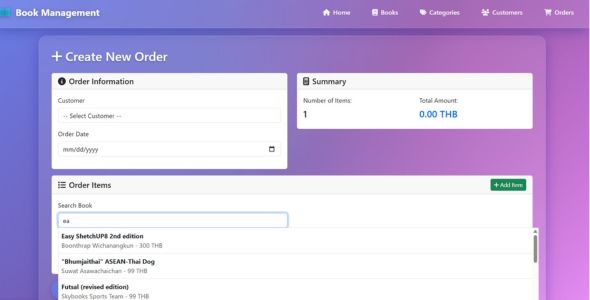 Book Management
Home
Books
Categories
Customers
Orders
Create New Order
Order Information
Customer
-- Select Customer --
Order Date
mm/dd/yyyy
Summary
Number of Items:
Total Amount:
1
0.00 THB
Order Items
+ Add Item
Search Book
ea
Easy ShetchUP8 2nd edition
Boonthrap Wichanangkun - 300 THB
"Bhumjaithai" ASEAN-Thai Dog
Suwat Asawachaichan - 99 THB
Futsal (revised edition)
Skybooks Sports Team - 99 THB